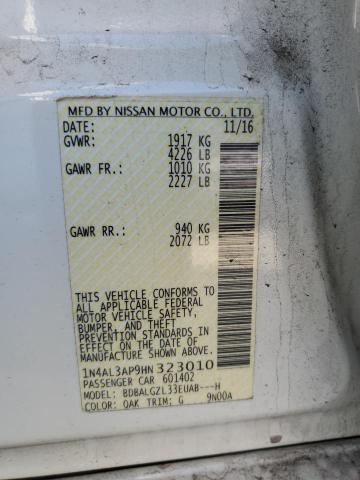 MFD BY NISSAN MOTOR CO., LTD.
DATE: 11/16
GVWR: 1917 KG
4226 LB
GAWR FR.: 1010 KG
2227 LB
GAWR RR.: 940 KG
2072 LB
THIS VEHICLE CONFORMS TO
ALL APPLICABLE FEDERAL
MOTOR VEHICLE SAFETY,
BUMPER, AND THEFT
PREVENTION STANDARDS IN
EFFECT ON THE DATE OF
MANUFACTURE SHOWN ABOVE.
1N4AL3AP9HN323010
PASSENGER CAR 601402
MODEL: BDBALGZL33EUAB---H
COLOR: QAK TRIM: G 9N00A